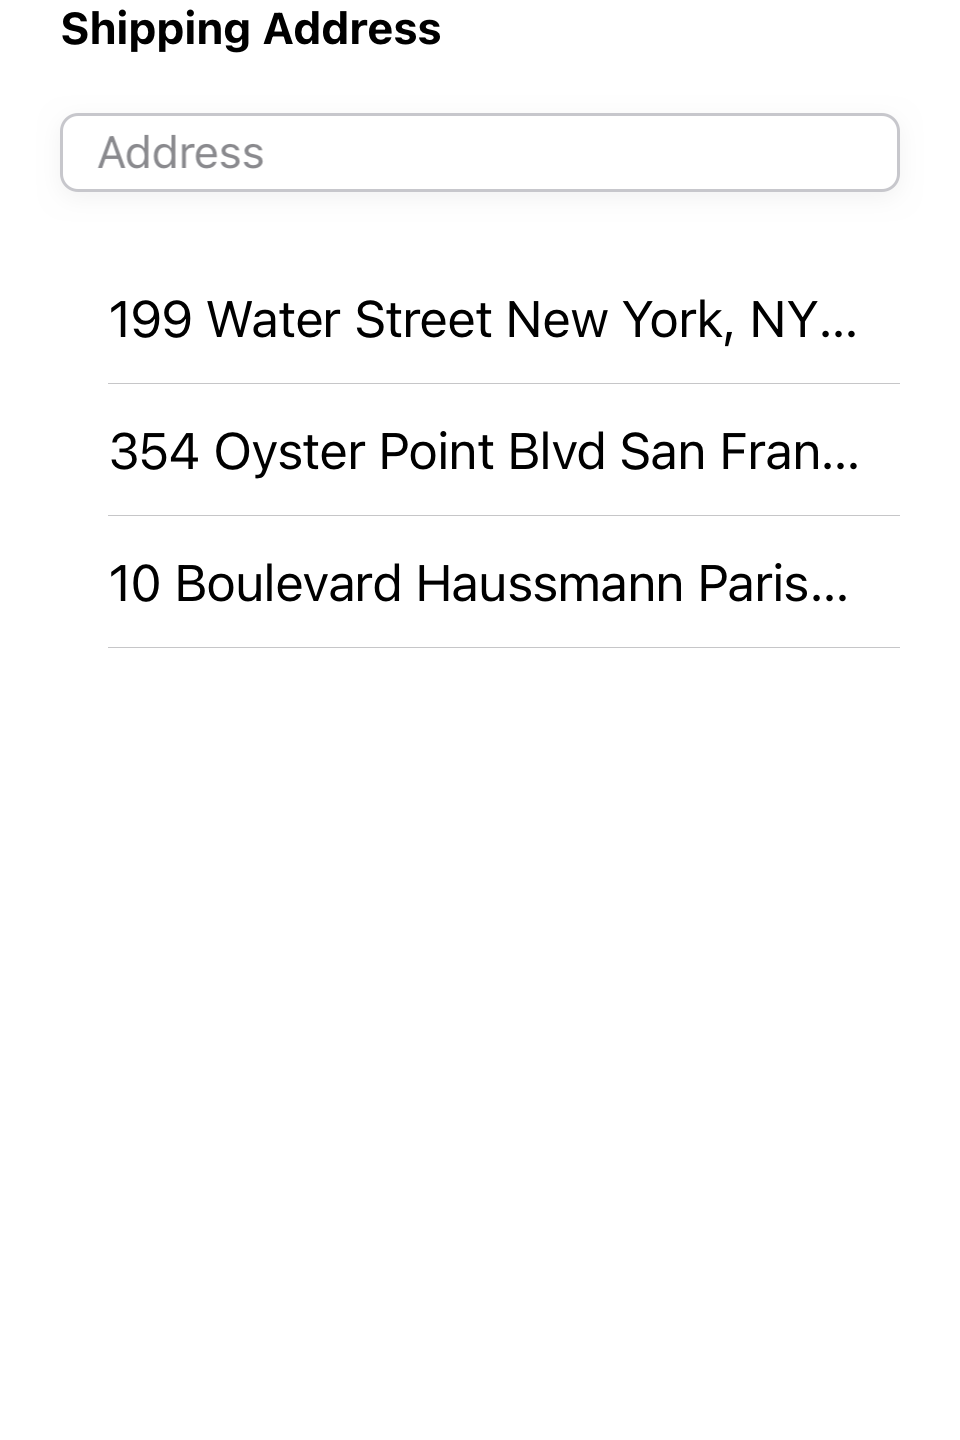 Shipping Address
Address
199 Water Street New York, NY...
354 Oyster Point Blvd San Fran...
10 Boulevard Haussmann Paris...